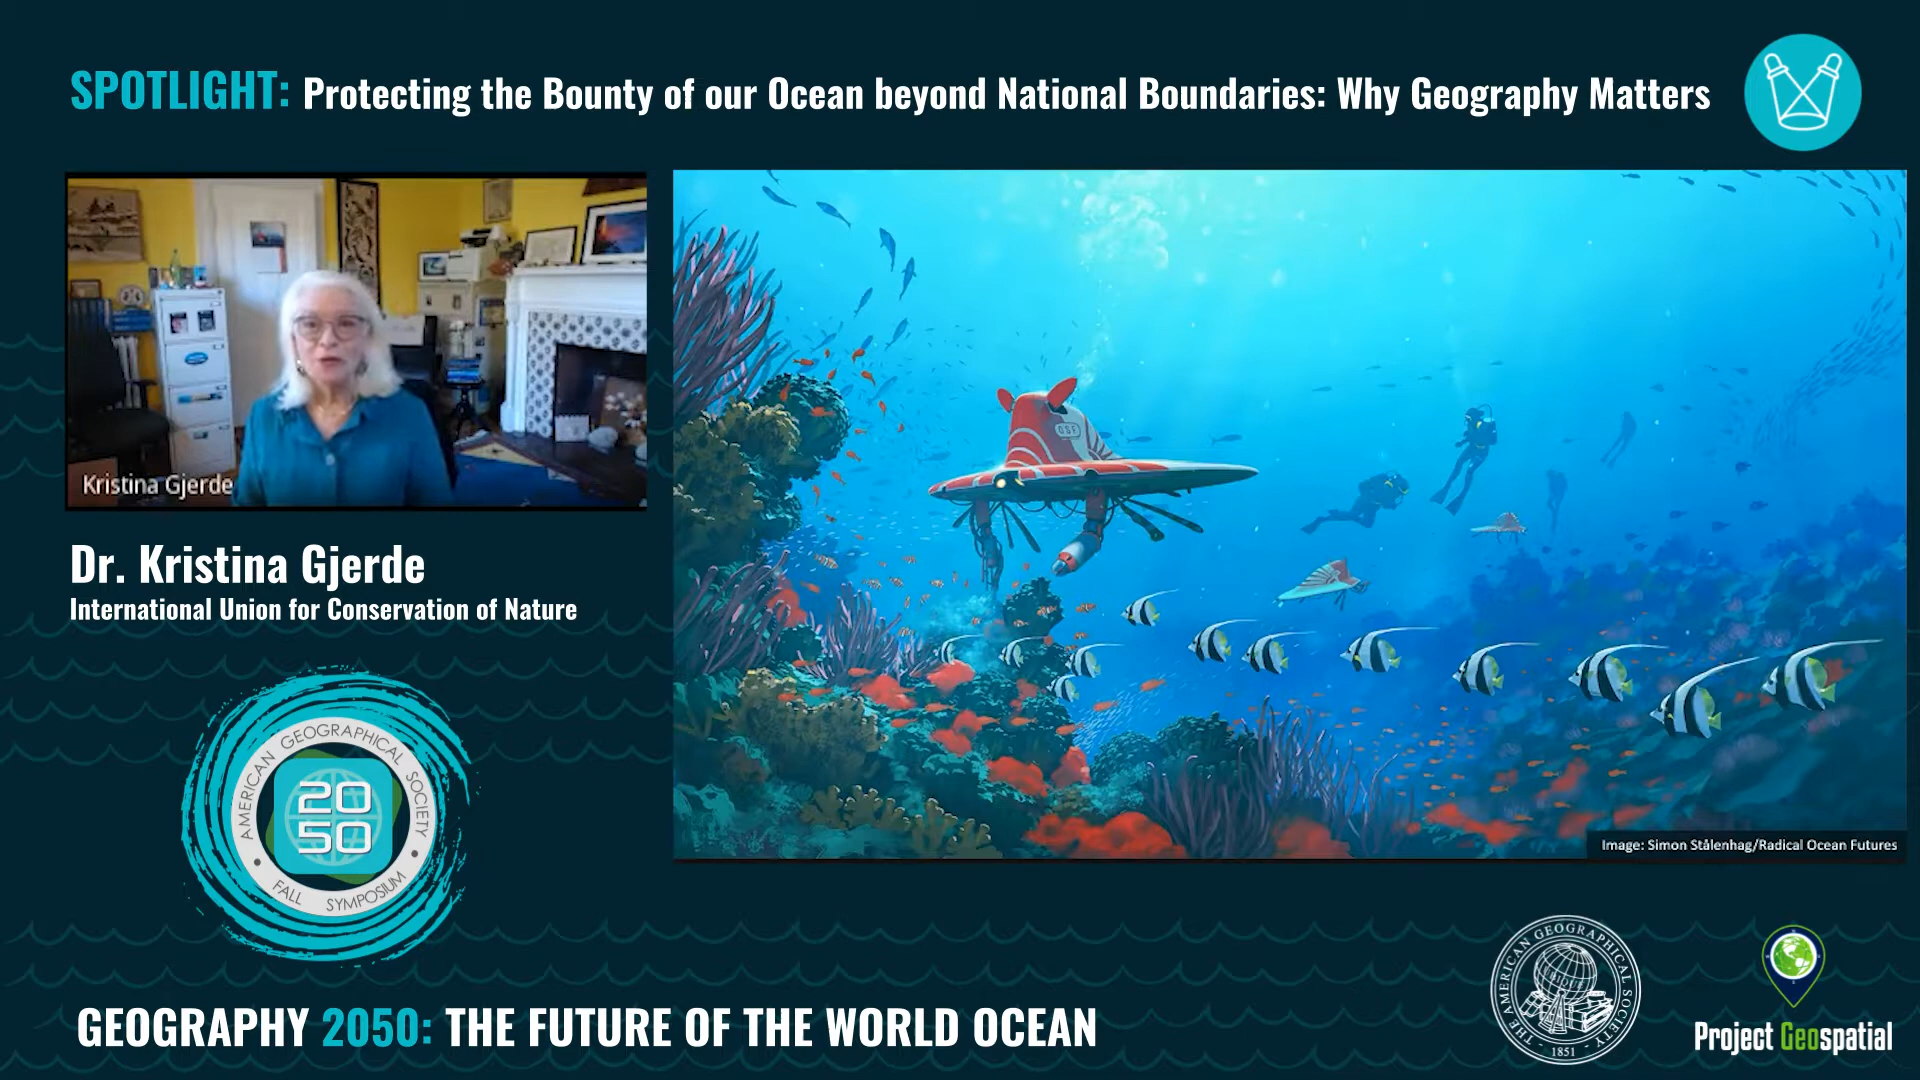 SPOTLIGHT: Protecting the Bounty of our Ocean beyond National Boundaries: Why Geography Matters
OSF
Kristina Gjerde
Dr. Kristina Gjerde
International Union for Conservation of Nature
Image: Simon Stålenhag/Radical Ocean Futures
AMERICAN GEOGRAPHICAL SOCIETY
20
50
FALL SYMPOSIUM
GEOGRAPHY 2050: THE FUTURE OF THE WORLD OCEAN
THE AMERICAN GEOGRAPHICAL SOCIETY
UBIQUE
1851
Project Geospatial